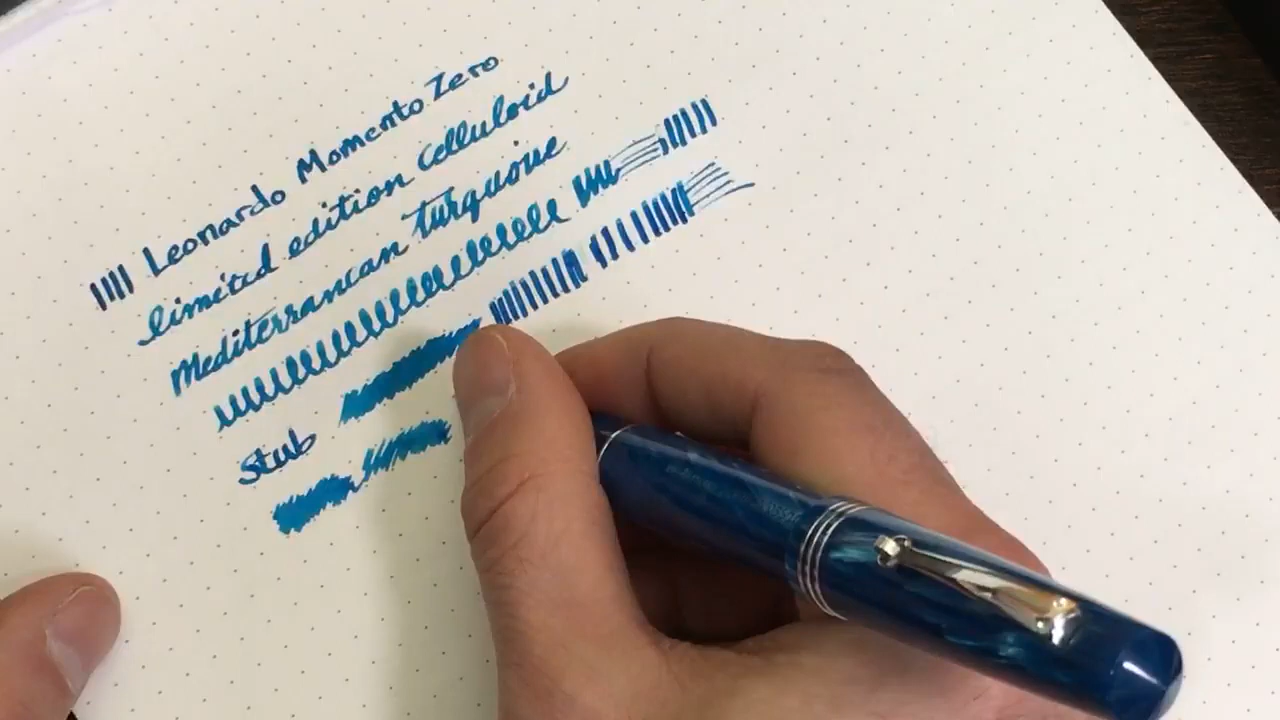 Leonardo Momento Zero
limited edition celluloid
Mediterranean turquoise
Stub